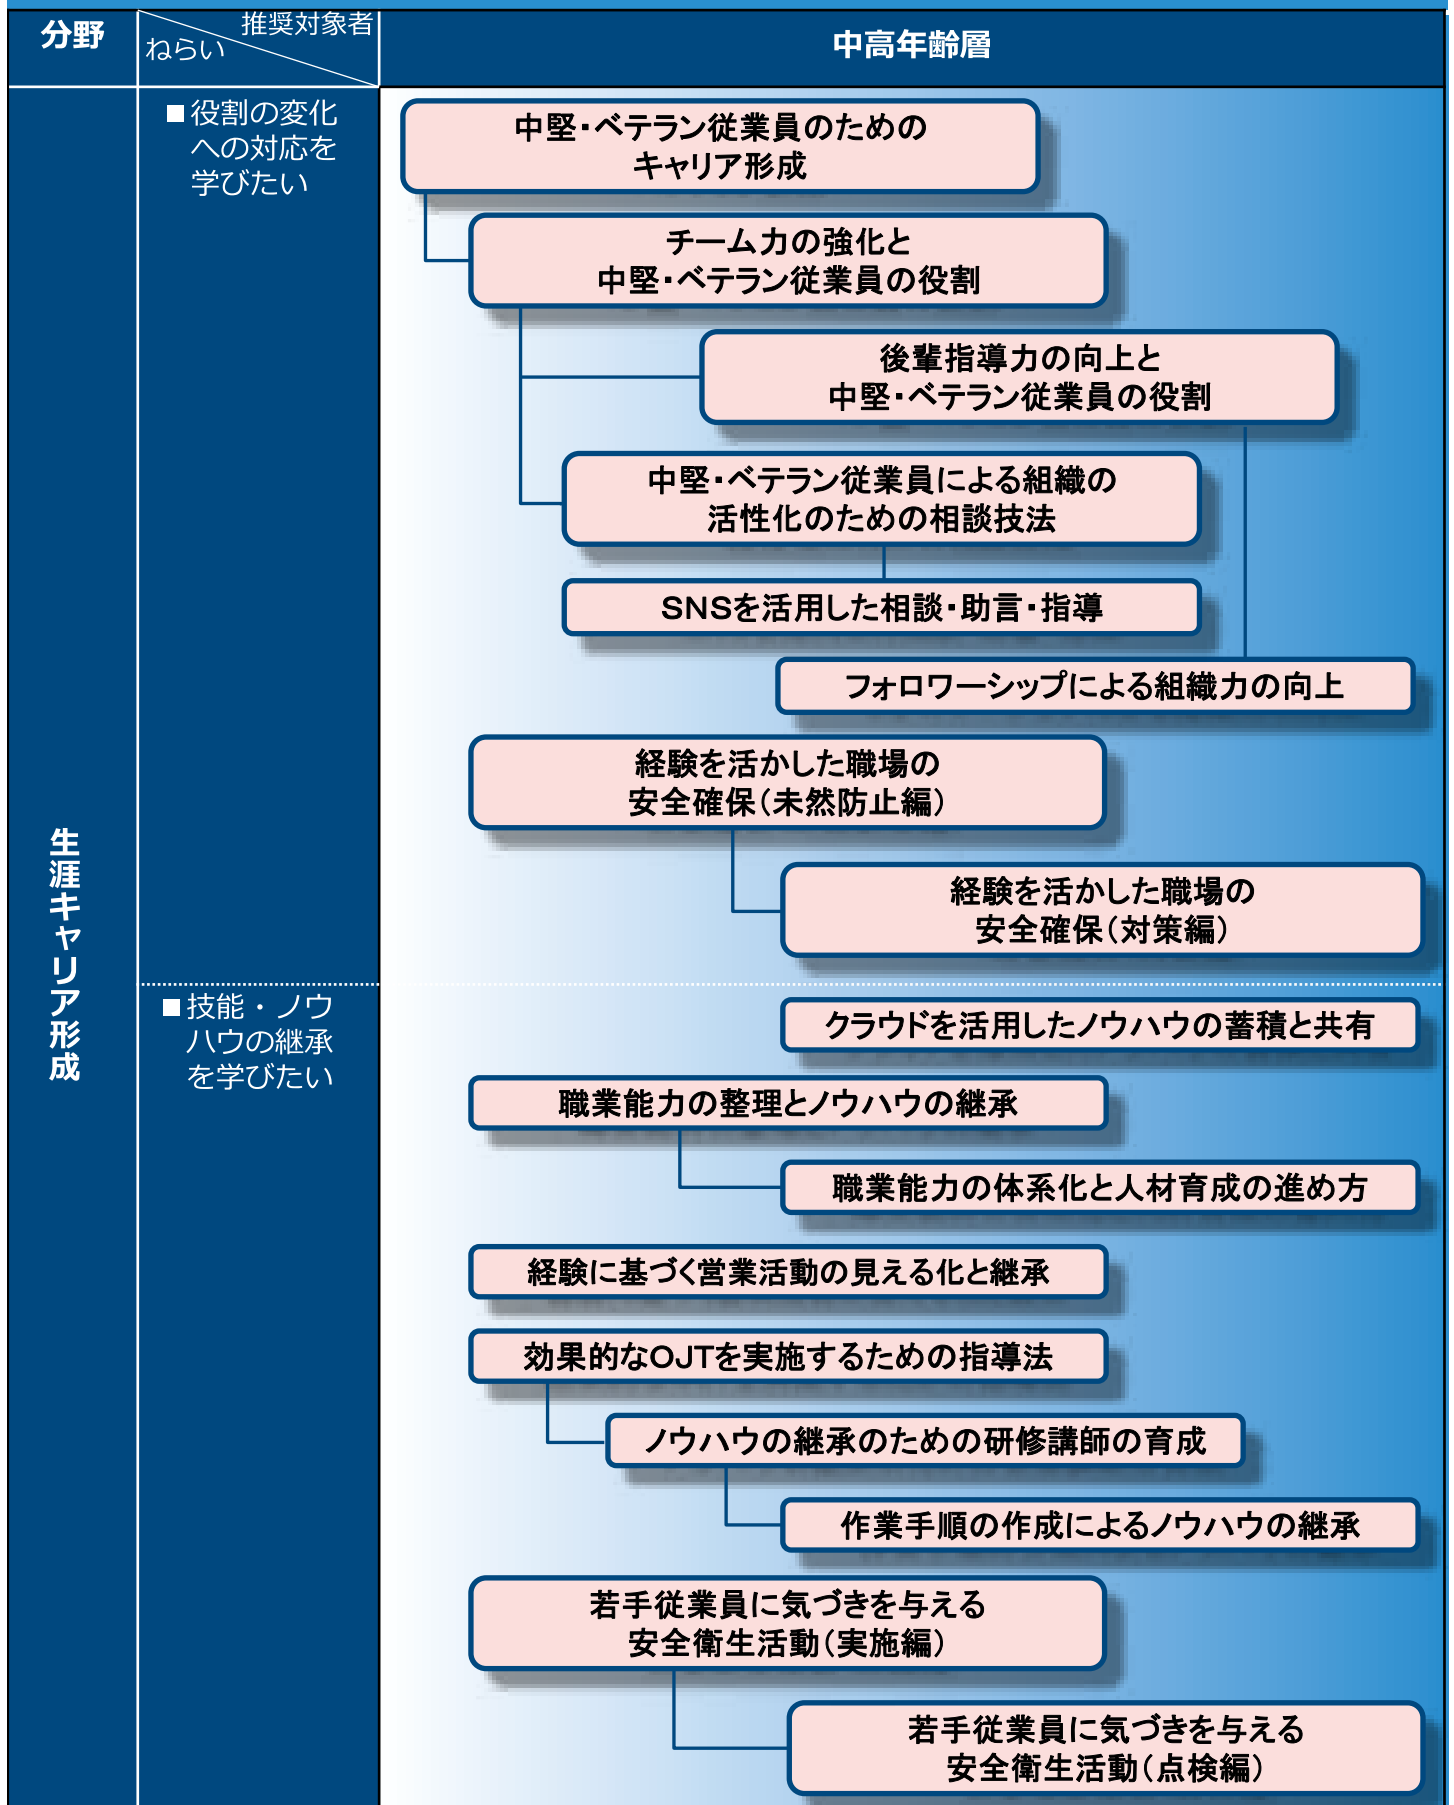 分野
推奨対象者
ねらい
中高年齢層
生涯キャリア形成
■役割の変化
への対応を
学びたい
中堅・ベテラン従業員のための
キャリア形成
チーム力の強化と
中堅・ベテラン従業員の役割
後輩指導力の向上と
中堅・ベテラン従業員の役割
中堅・ベテラン従業員による組織の
活性化のための相談技法
SNSを活用した相談・助言・指導
フォロワーシップによる組織力の向上
経験を活かした職場の
安全確保(未然防止編)
経験を活かした職場の
安全確保(対策編)
■技能・ノウ
ハウの継承
を学びたい
クラウドを活用したノウハウの蓄積と共有
職業能力の整理とノウハウの継承
職業能力の体系化と人材育成の進め方
経験に基づく営業活動の見える化と継承
効果的なOJTを実施するための指導法
ノウハウの継承のための研修講師の育成
作業手順の作成によるノウハウの継承
若手従業員に気づきを与える
安全衛生活動(実施編)
若手従業員に気づきを与える
安全衛生活動(点検編)